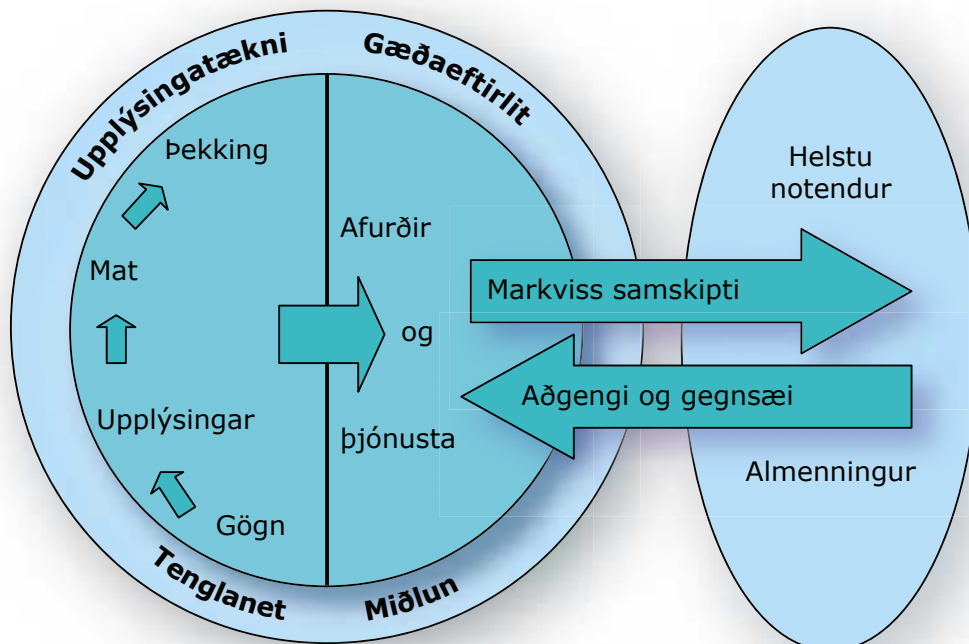 Upplýsingatækni
Gæðaeftirlit
Þekking
Mat
Upplýsingar
Gögn
Afurðir
og
þjónusta
Tenglanet
Miðlun
Markviss samskipti
Aðgengi og gegnsæi
Helstu
notendur
Almenningur